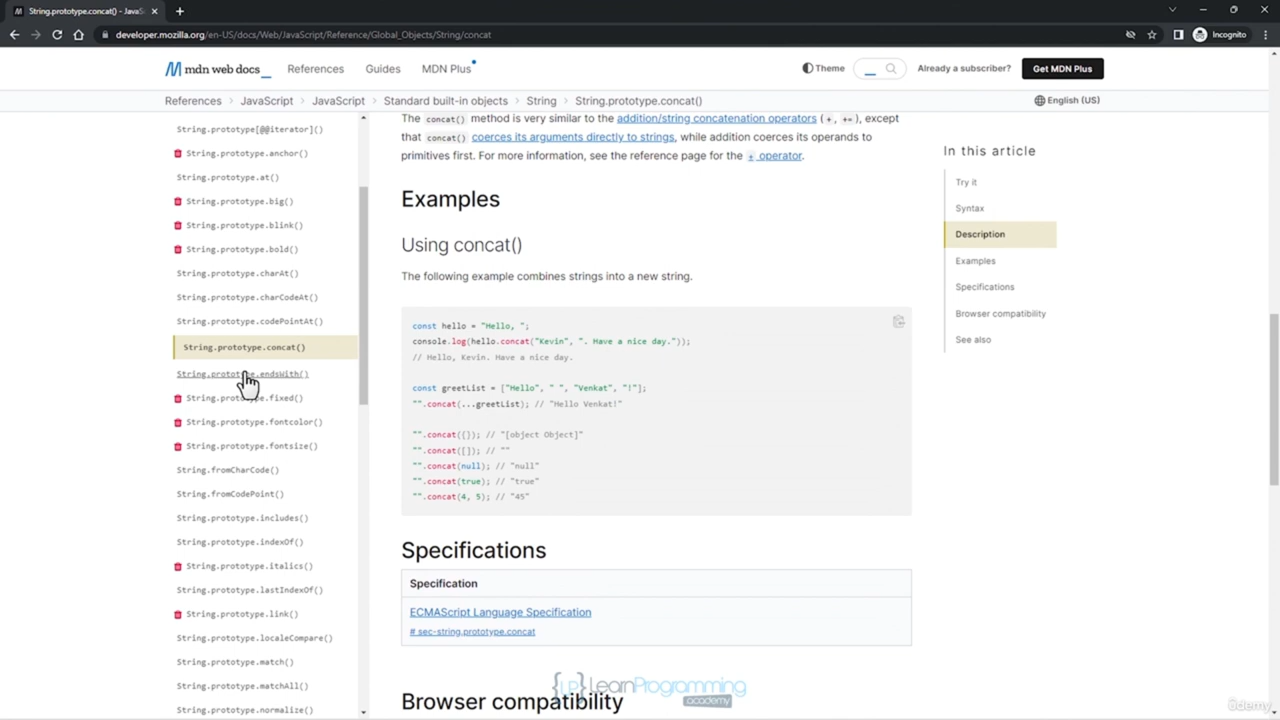 String.prototype.concat() - JavaS
developer.mozilla.org/en-US/docs/Web/JavaScript/Reference/Global_Objects/String/concat
Incognito
mdn web docs_
References
Guides
MDN Plus
Theme
Already a subscriber?
Get MDN Plus
References > JavaScript > JavaScript > Standard built-in objects > String > String.prototype.concat()
English (US)
String.prototype[@@iterator]()
String.prototype.anchor()
String.prototype.at()
String.prototype.big()
String.prototype.blink()
String.prototype.bold()
String.prototype.charAt()
String.prototype.charCodeAt()
String.prototype.codePointAt()
String.prototype.concat()
String.prototype.endsWith()
String.prototype.fixed()
String.prototype.fontcolor()
String.prototype.fontsize()
String.fromCharCode()
String.fromCodePoint()
String.prototype.includes()
String.prototype.indexOf()
String.prototype.italics()
String.prototype.lastIndexOf()
String.prototype.link()
String.prototype.localeCompare()
String.prototype.match()
String.prototype.matchAll()
String.prototype.normalize()
The concat() method is very similar to the addition/string concatenation operators (+, +=), except
that concat() coerces its arguments directly to strings, while addition coerces its operands to
primitives first. For more information, see the reference page for the + operator.
Examples
Using concat()
The following example combines strings into a new string.
const hello = "Hello, ";
console.log(hello.concat("Kevin", ". Have a nice day."));
// Hello, Kevin. Have a nice day.
const greetList = ["Hello", " ", "Venkat", "!"];
"".concat(...greetList); // "Hello Venkat!"
"".concat({}); // "[object Object]"
"".concat([]); // ""
"".concat(null); // "null"
"".concat(true); // "true"
"".concat(4, 5); // "45"
Specifications
Specification
ECMAScript Language Specification
# sec-string.prototype.concat
Browser compatibility
In this article
Try it
Syntax
Description
Examples
Specifications
Browser compatibility
See also
{up} LearnProgramming
academy
ûdemy